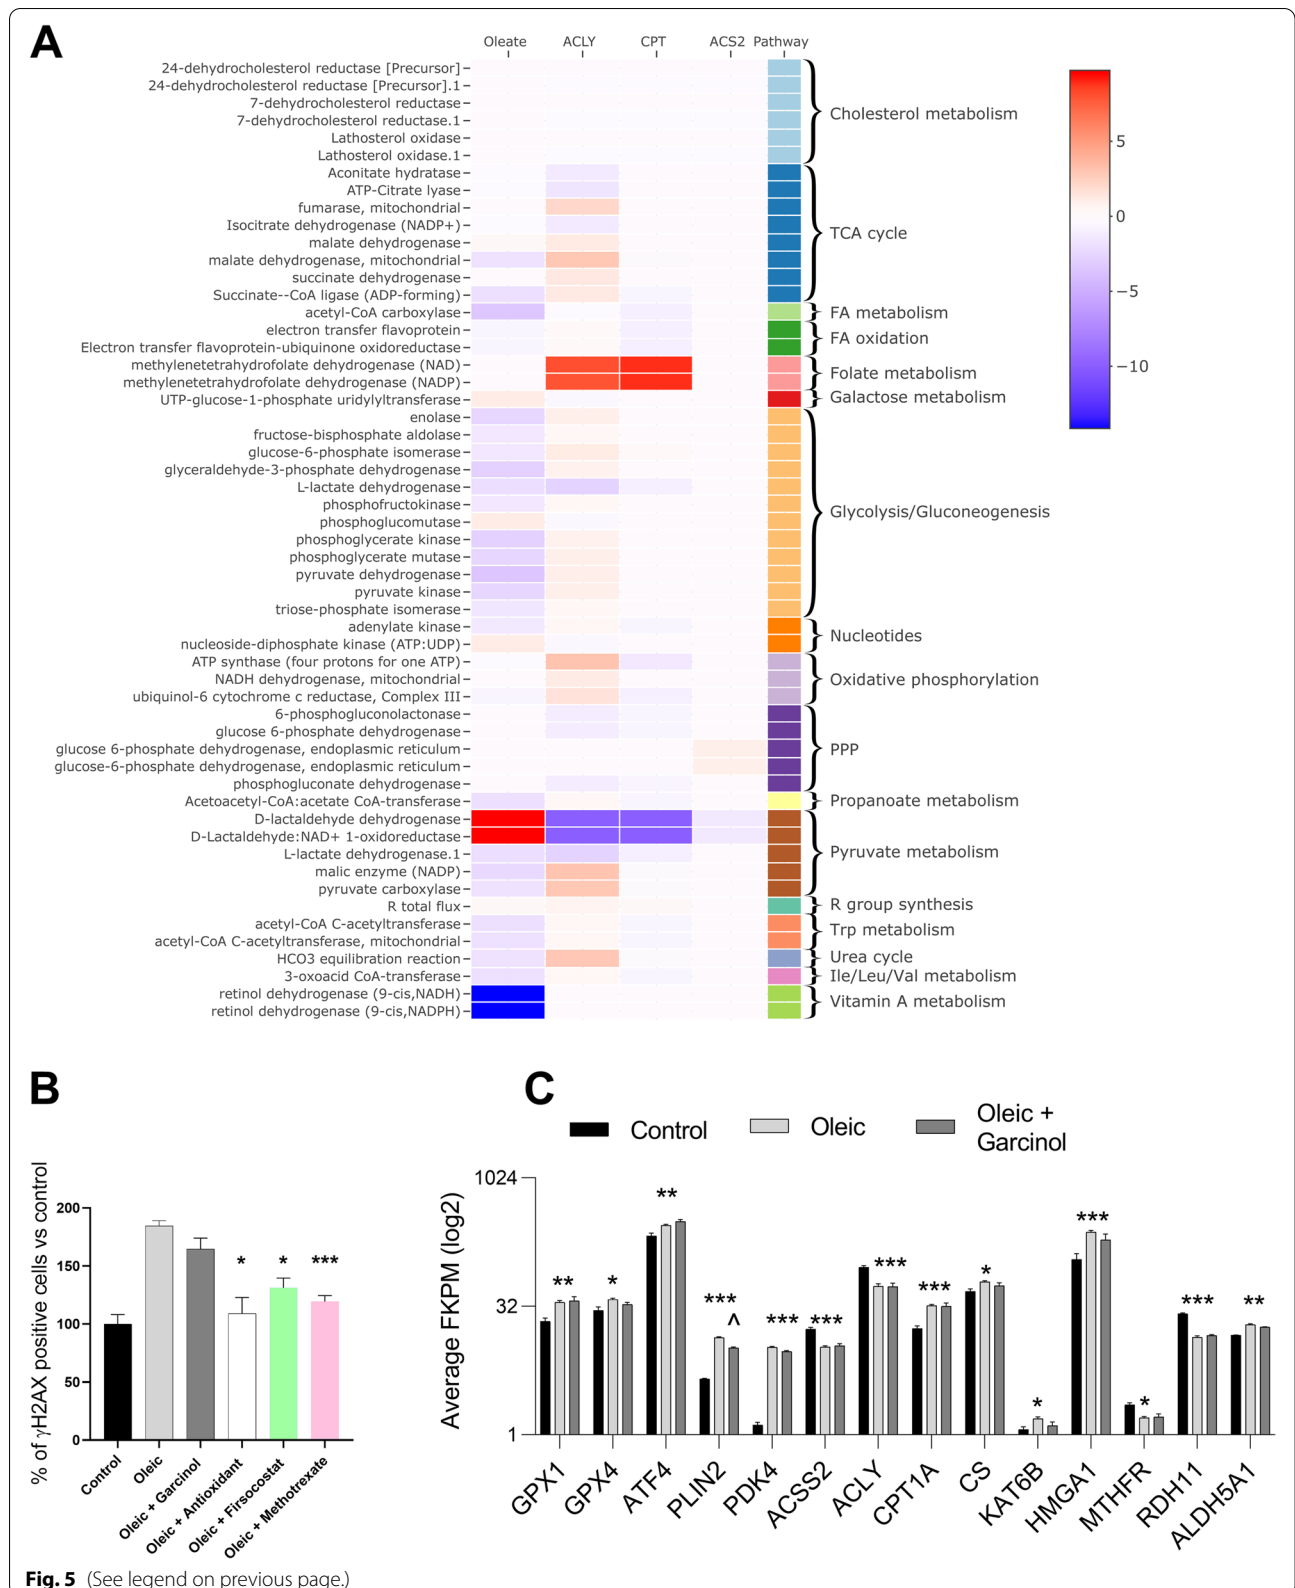 A
Oleate ACLY CPT ACS2 Pathway
24-dehydrocholesterol reductase [Precursor]
24-dehydrocholesterol reductase [Precursor].1
7-dehydrocholesterol reductase
7-dehydrocholesterol reductase.1
Lathosterol oxidase
Lathosterol oxidase.1
Aconitate hydratase
ATP-Citrate lyase
fumarase, mitochondrial
Isocitrate dehydrogenase (NADP+)
malate dehydrogenase
malate dehydrogenase, mitochondrial
succinate dehydrogenase
Succinate--CoA ligase (ADP-forming)
acetyl-CoA carboxylase
electron transfer flavoprotein
Electron transfer flavoprotein-ubiquinone oxidoreductase
methylenetetrahydrofolate dehydrogenase (NAD)
methylenetetrahydrofolate dehydrogenase (NADP)
UTP-glucose-1-phosphate uridylyltransferase
enolase
fructose-bisphosphate aldolase
glucose-6-phosphate isomerase
glyceraldehyde-3-phosphate dehydrogenase
L-lactate dehydrogenase
phosphofructokinase
phosphoglucomutase
phosphoglycerate kinase
phosphoglycerate mutase
pyruvate dehydrogenase
pyruvate kinase
triose-phosphate isomerase
adenylate kinase
nucleoside-diphosphate kinase (ATP:UDP)
ATP synthase (four protons for one ATP)
NADH dehydrogenase, mitochondrial
ubiquinol-6 cytochrome c reductase, Complex III
6-phosphogluconolactonase
glucose 6-phosphate dehydrogenase
glucose 6-phosphate dehydrogenase, endoplasmic reticulum
glucose-6-phosphate dehydrogenase, endoplasmic reticulum
phosphogluconate dehydrogenase
Acetoacetyl-CoA:acetate CoA-transferase
D-lactaldehyde dehydrogenase
D-Lactaldehyde:NAD+ 1-oxidoreductase
L-lactate dehydrogenase.1
malic enzyme (NADP)
pyruvate carboxylase
R total flux
acetyl-CoA C-acetyltransferase
acetyl-CoA C-acetyltransferase, mitochondrial
HCO3 equilibration reaction
3-oxoacid CoA-transferase
retinol dehydrogenase (9-cis,NADH)
retinol dehydrogenase (9-cis,NADPH)
Cholesterol metabolism
TCA cycle
FA metabolism
FA oxidation
Folate metabolism
Galactose metabolism
Glycolysis/Gluconeogenesis
Nucleotides
Oxidative phosphorylation
PPP
Propanoate metabolism
Pyruvate metabolism
R group synthesis
Trp metabolism
Urea cycle
Ile/Leu/Val metabolism
Vitamin A metabolism
5
0
−5
−10
B
% of γH2AX positive cells vs control
200
150
100
50
0
* * ***
Control
Oleic
Oleic + Garcinol
Oleic + Antioxidant
Oleic + Firsocostat
Oleic + Methotrexate
C
Control
Oleic
Oleic +
Garcinol
Average FKPM (log2)
1024
32
1
** * ** *** ^ *** *** *** *** * * *** * *** **
GPX1
GPX4
ATF4
PLIN2
PDK4
ACSS2
ACLY
CPT1A
CS
KAT6B
HMGA1
MTHFR
RDH11
ALDH5A1
Fig. 5 (See legend on previous page.)